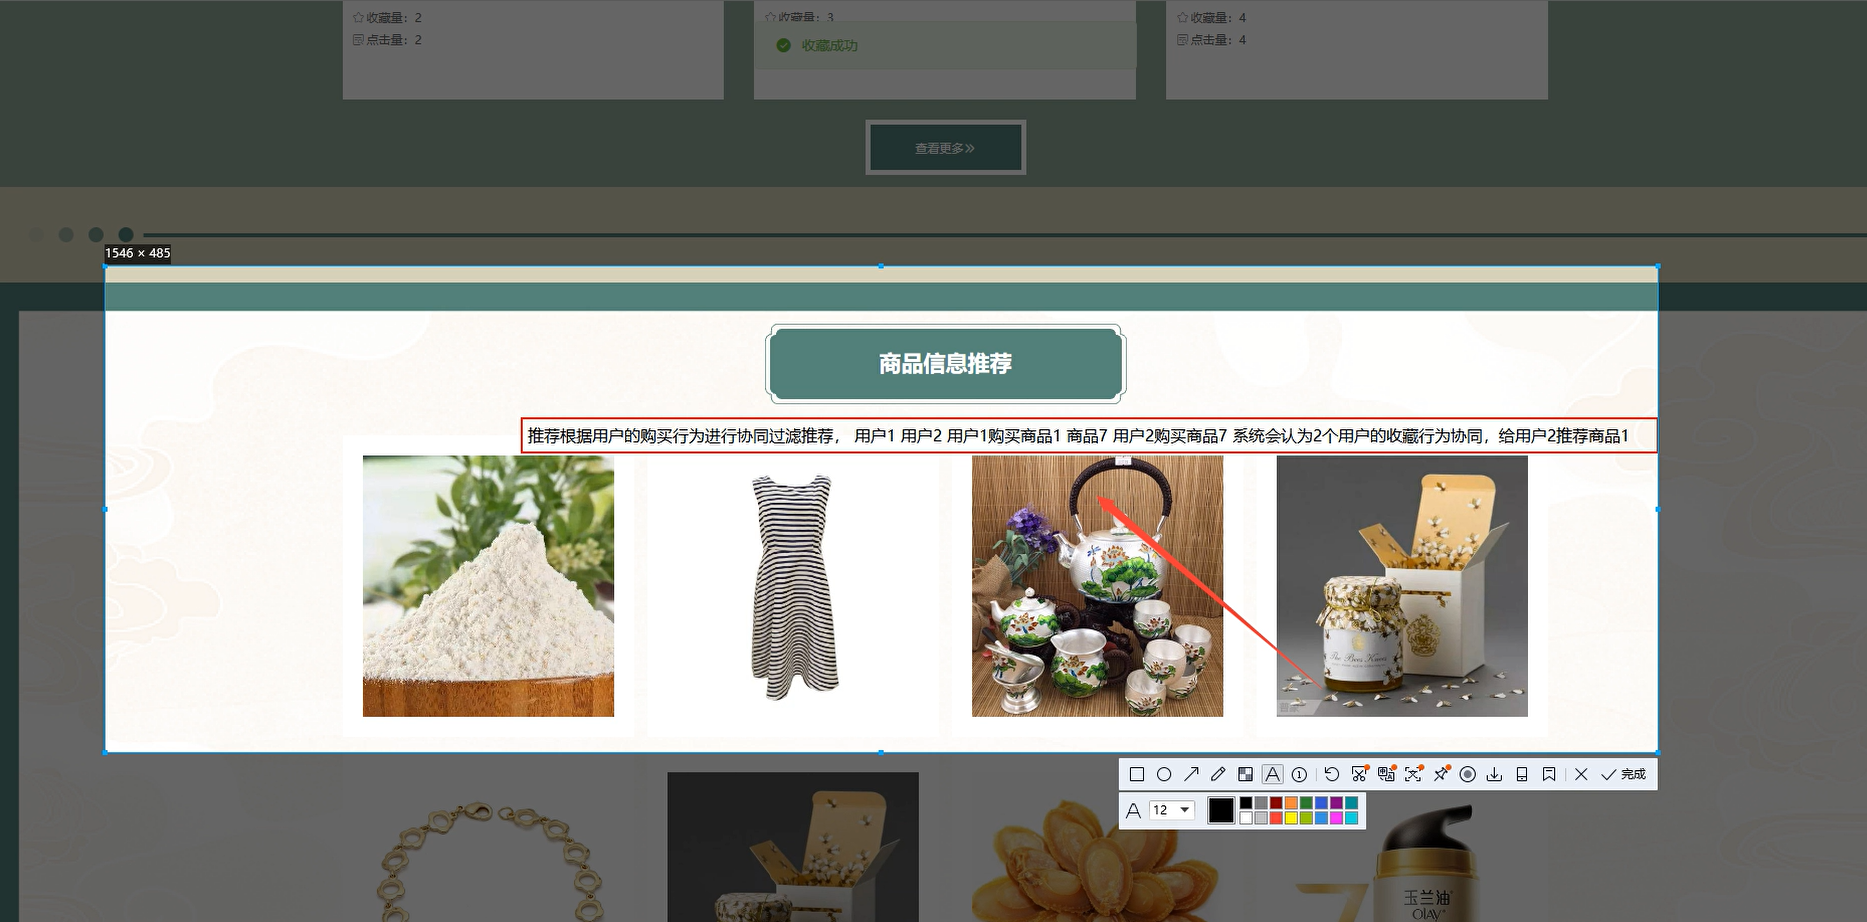 收藏量：2
收藏量：3
收藏量：4
点击量：2
收藏成功
点击量：4
查看更多
1546 × 485
商品信息推荐
推荐根据用户的购买行为进行协同过滤推荐， 用户1 用户2 用户1购买商品1 商品7 用户2购买商品7 系统会认为2个用户的收藏行为协同，给用户2推荐商品1
The Bees Knees
完成
A 12
玉兰油
OLAY